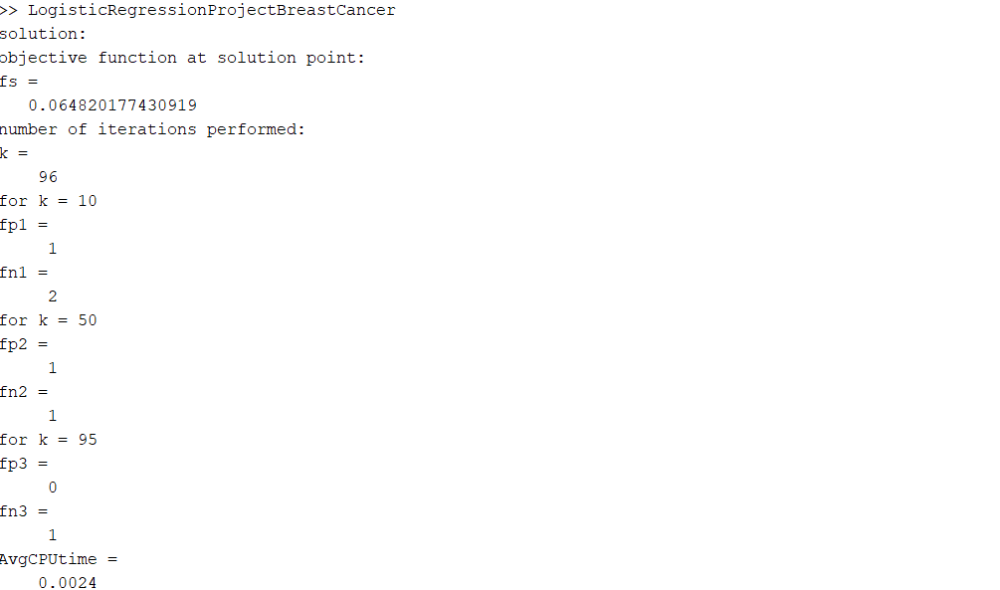 >> LogisticRegressionProjectBreastCancer
solution:
objective function at solution point:
fs =
0.064820177430919
number of iterations performed:
k =
96
for k = 10
fp1 =
1
fn1 =
2
for k = 50
fp2 =
1
fn2 =
1
for k = 95
fp3 =
0
fn3 =
1
AvgCPUtime =
0.0024